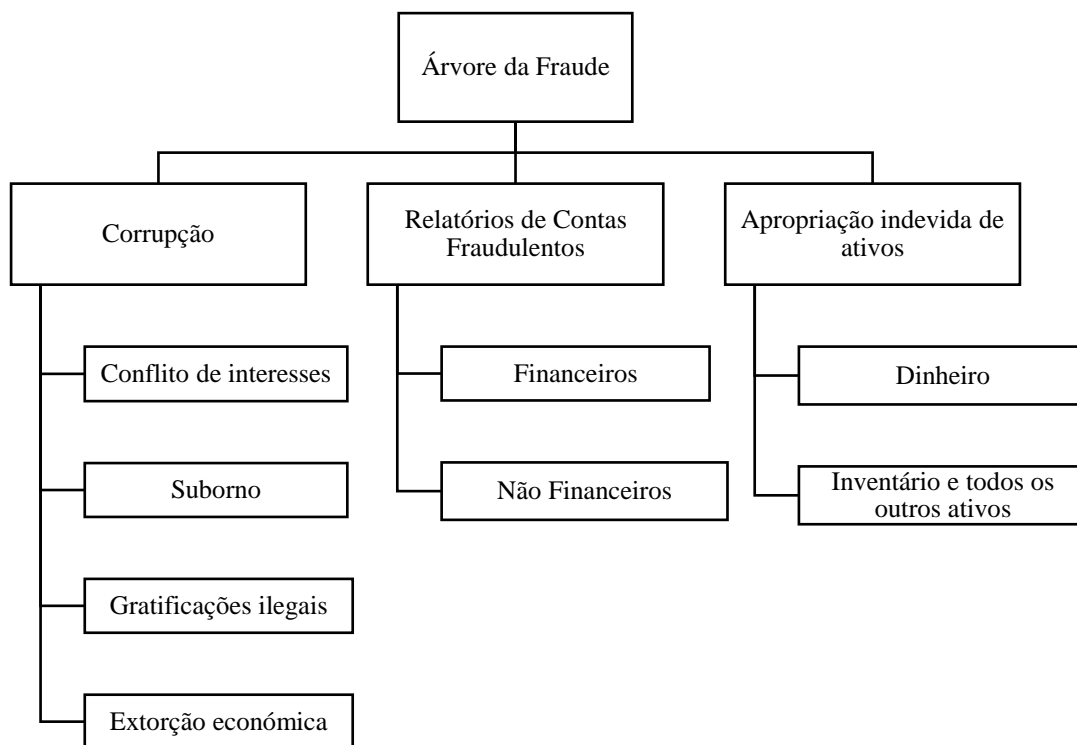 Árvore da Fraude
Corrupção
Relatórios de Contas
Fraudulentos
Apropriação indevida de
ativos
Conflito de interesses
Financeiros
Dinheiro
Suborno
Não Financeiros
Inventário e todos os
outros ativos
Gratificações ilegais
Extorção económica